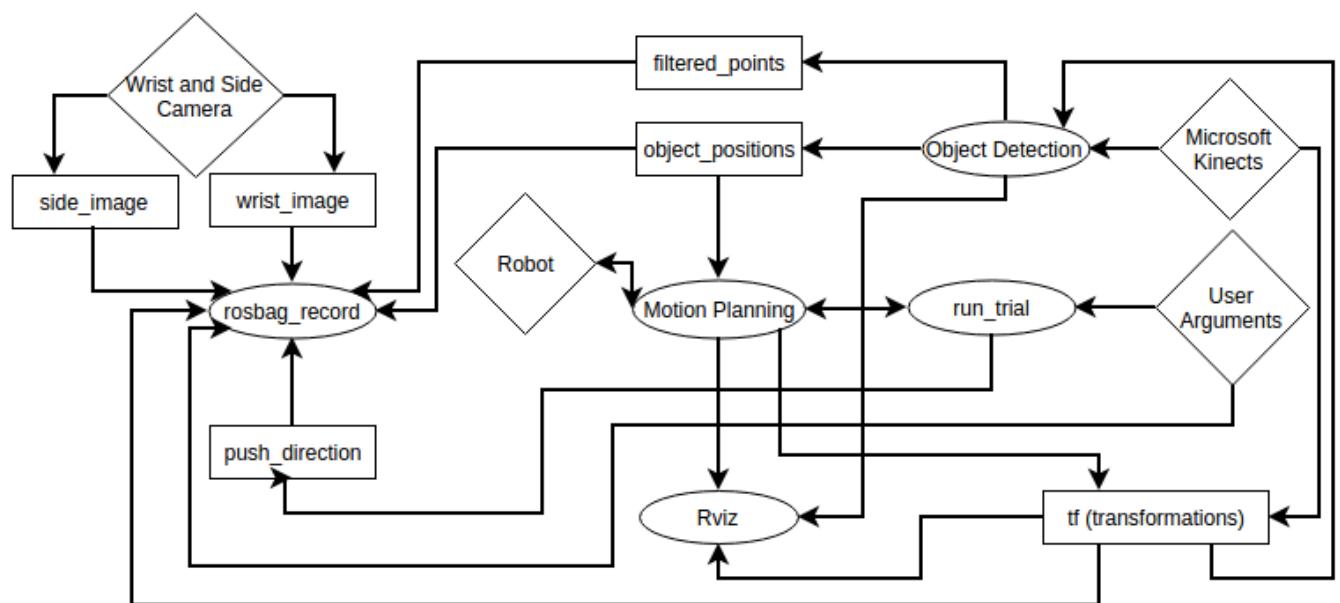 Wrist and Side
Camera
filtered_points
object_positions
Object Detection
Microsoft
Kinects
side_image
wrist_image
Robot
rosbag_record
Motion Planning
run_trial
User
Arguments
push_direction
Rviz
tf (transformations)